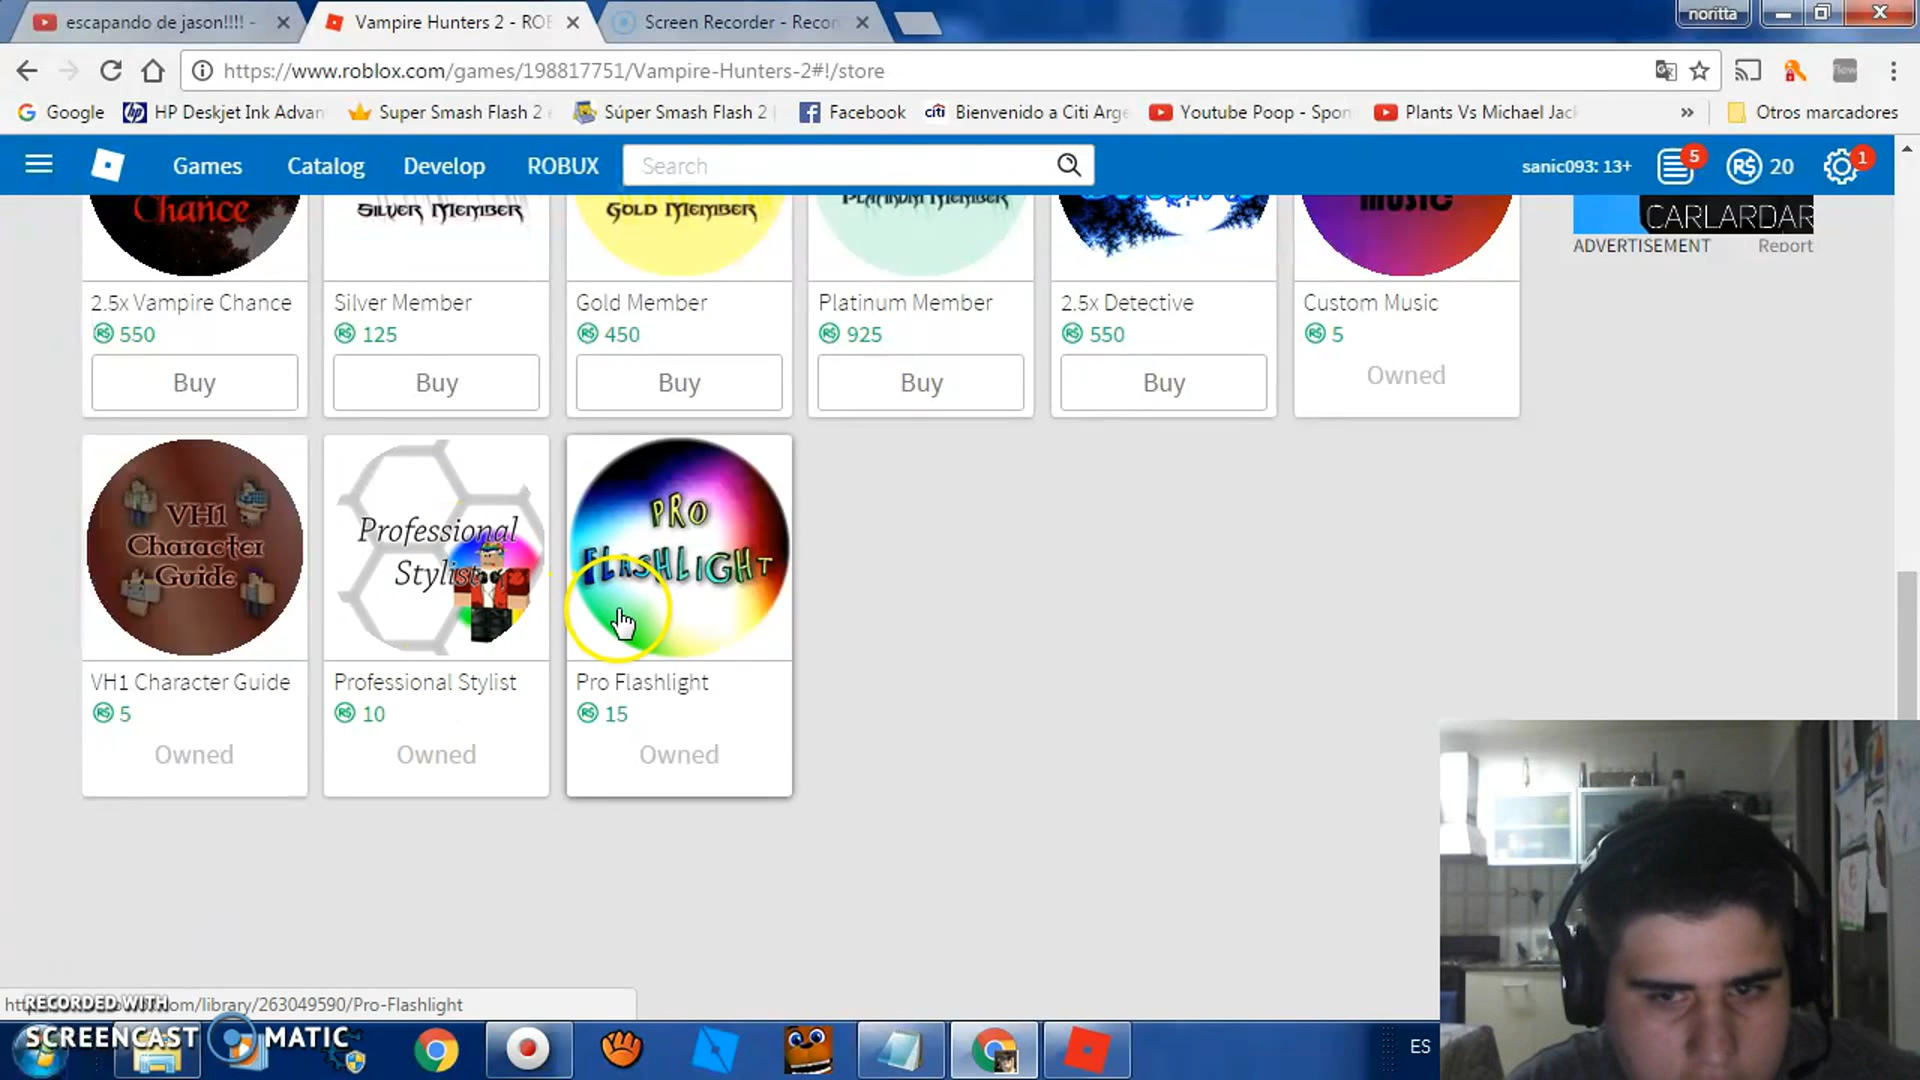 escapando de jason!!!! -
Vampire Hunters 2 - ROB
Screen Recorder - Recor
noritta
https://www.roblox.com/games/198817751/Vampire-Hunters-2#!/store
Google
HP Deskjet Ink Advan
Super Smash Flash 2 e
Súper Smash Flash 2 |
Facebook
citi Bienvenido a Citi Arge
Youtube Poop - Spon
Plants Vs Michael Jack
» Otros marcadores
Games
Catalog
Develop
ROBUX
Search
sanic093: 13+
5
R$ 20
1
Chance
SILVER MEMBER
GOLD MEMBER
PLATINUM MEMBER
MUSIC
CARLARDAR
ADVERTISEMENT Report
2.5x Vampire Chance
R$ 550
Buy
Silver Member
R$ 125
Buy
Gold Member
R$ 450
Buy
Platinum Member
R$ 925
Buy
2.5x Detective
R$ 550
Buy
Custom Music
R$ 5
Owned
VH1
Character
Guide
VH1 Character Guide
R$ 5
Owned
Professional
Stylist
Professional Stylist
R$ 10
Owned
PRO
FLASHLIGHT
Pro Flashlight
R$ 15
Owned
om/library/263049590/Pro-Flashlight
RECORDED WITH
SCREENCAST MATIC
ES